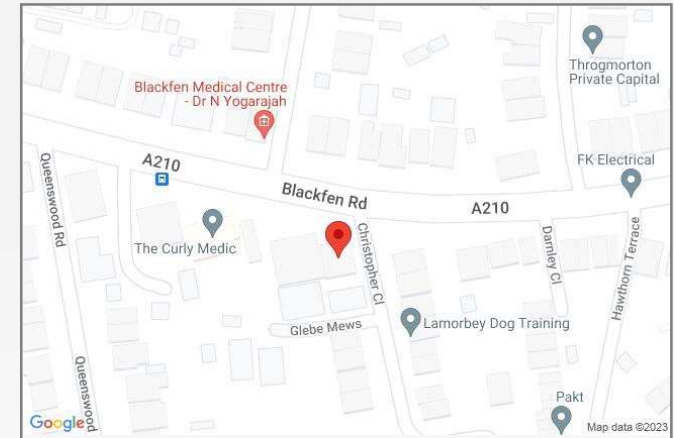 Throgmorton
Private Capital
Blackfen Medical Centre
- Dr N Yogarajah
FK Electrical
A210
Queenswood Rd
Blackfen Rd
A210
The Curly Medic
Christopher Cl
Darnley Cl
Hawthorn Terrace
Glebe Mews
Lamorbey Dog Training
Queenswood
Pakt
Google
Map data ©2023